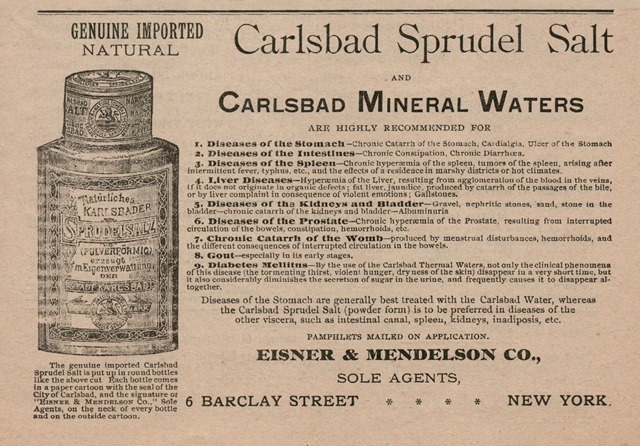 GENUINE IMPORTED
NATURAL
Carlsbad Sprudel Salt
AND
CARLSBAD MINERAL WATERS
ARE HIGHLY RECOMMENDED FOR
1. Diseases of the Stomach—Chronic Catarrh of the Stomach, Cardialgia, Ulcer of the Stomach
2. Diseases of the Intestines—Chronic Constipation, Chronic Diarrhœa.
3. Diseases of the Spleen—Chronic hyperæmia of the spleen, tumors of the spleen, arising after
intermittent fever, typhus, etc., and the effects of a residence in marshy districts or hot climates.
4. Liver Diseases—Hyperæmia of the Liver, resulting from agglomeration of the blood in the veins,
if it does not originate in organic defects; fat liver, jaundice, produced by catarrh of the passages of the bile,
or by liver complaint in consequence of violent emotions; Gallstones.
5. Diseases of the Kidneys and Bladder—Gravel, nephritic stones, sand, stone in the
bladder—chronic catarrh of the kidneys and bladder—Albuminuria
6. Diseases of the Prostate—Chronic hyperæmia of the Prostate, resulting from interrupted
circulation of the bowels, constipation, hemorrhoids, etc.
7. Chronic Catarrh of the Womb—produced by menstrual disturbances, hemorrhoids, and
the different consequences of interrupted circulation in the bowels.
8. Gout—especially in its early stages,
9. Diabetes Mellitus—By the use of the Carlsbad Thermal Waters, not only the clinical phenomena
of this disease (the tormenting thirst, violent hunger, dryness of the skin) disappear in a very short time, but
it also considerably diminishes the secretion of sugar in the urine, and frequently causes it to disappear al-
together.
Diseases of the Stomach are generally best treated with the Carlsbad Water, whereas
the Carlsbad Sprudel Salt (powder form) is to be preferred in diseases of the
other viscera, such as intestinal canal, spleen, kidneys, inadiposis, etc.
PAMPHLETS MAILED ON APPLICATION.
EISNER & MENDELSON CO.,
SOLE AGENTS,
6 BARCLAY STREET * * * * NEW YORK.
Natürliches
KARLSBADER
SPRUDELSALZ
(PULVERFÖRMIG)
erzeugt
in Eigenverwaltung
DER
STADT KARLSBAD
The genuine imported Carlsbad
Sprudel Salt is put up in round bottles
like the above cut Each bottle comes
in a paper cartoon with the seal of the
City of Carlsbad, and the signature or
"EISNER & MENDELSON CO.," Sole
Agents, on the neck of every bottle
and on the outside cartoon.